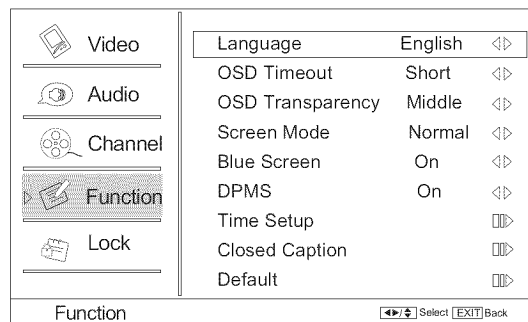 Video
Audio
Channel
Function
Lock
Language English
OSD Timeout Short
OSD Transparency Middle
Screen Mode Normal
Blue Screen On
DPMS On
Time Setup
Closed Caption
Default
Function
Select EXIT Back